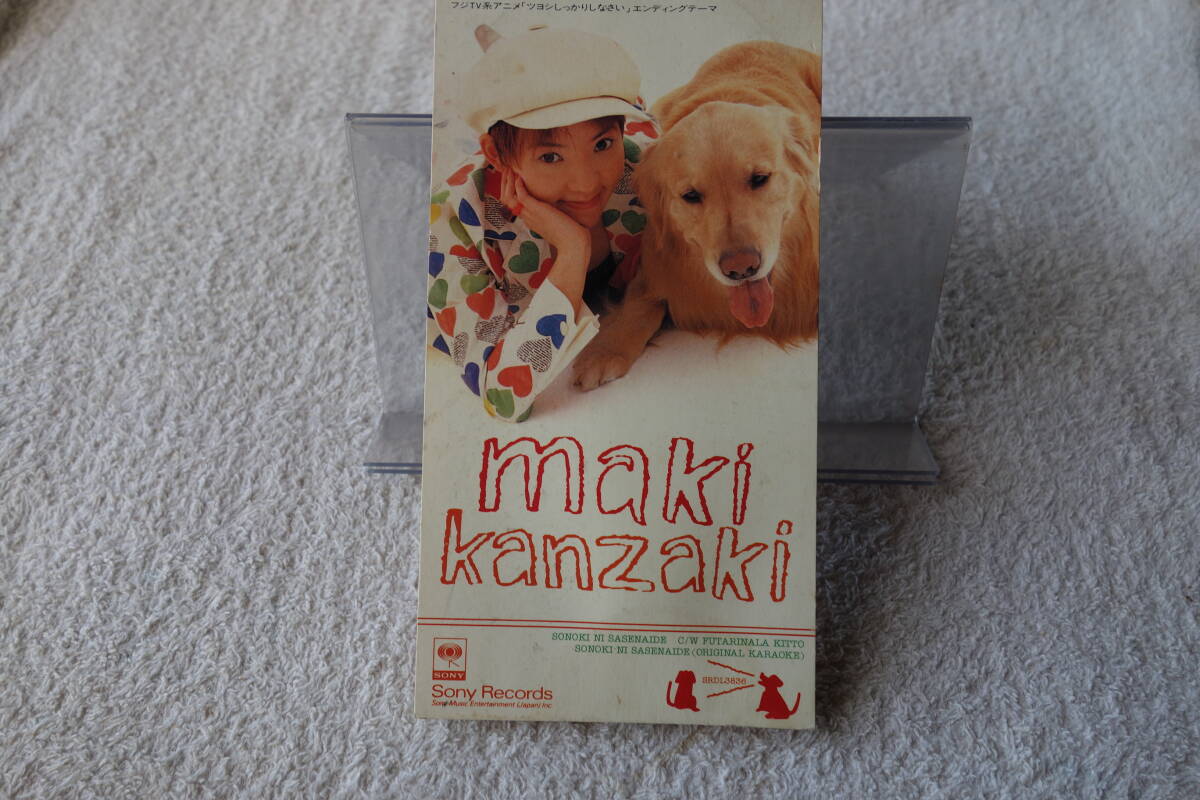 フジTV系アニメ「ツヨシしっかりしなさい」エンディングテーマ
maki
kanzaki
SONOKI NI SASENAIDE C/W FUTARINALA KITTO
SONOKI NI SASENAIDE (ORIGINAL KARAOKE)
SONY
SRDL3836
Sony Records
Sony Music Entertainment (Japan) Inc.